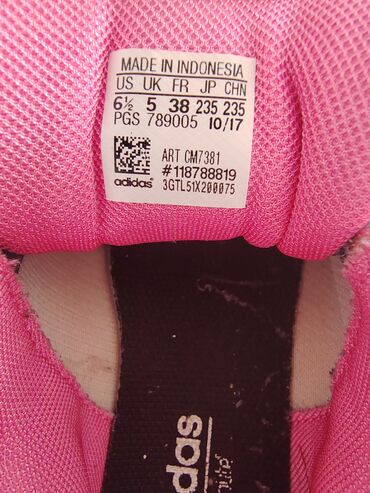 MADE IN INDONESIA
US UK FR JP CHN
6½ 5 38 235 235
PGS 789005 10/17
ART CM7381
#118788819
adidas® 3GTL51X200075
adidas